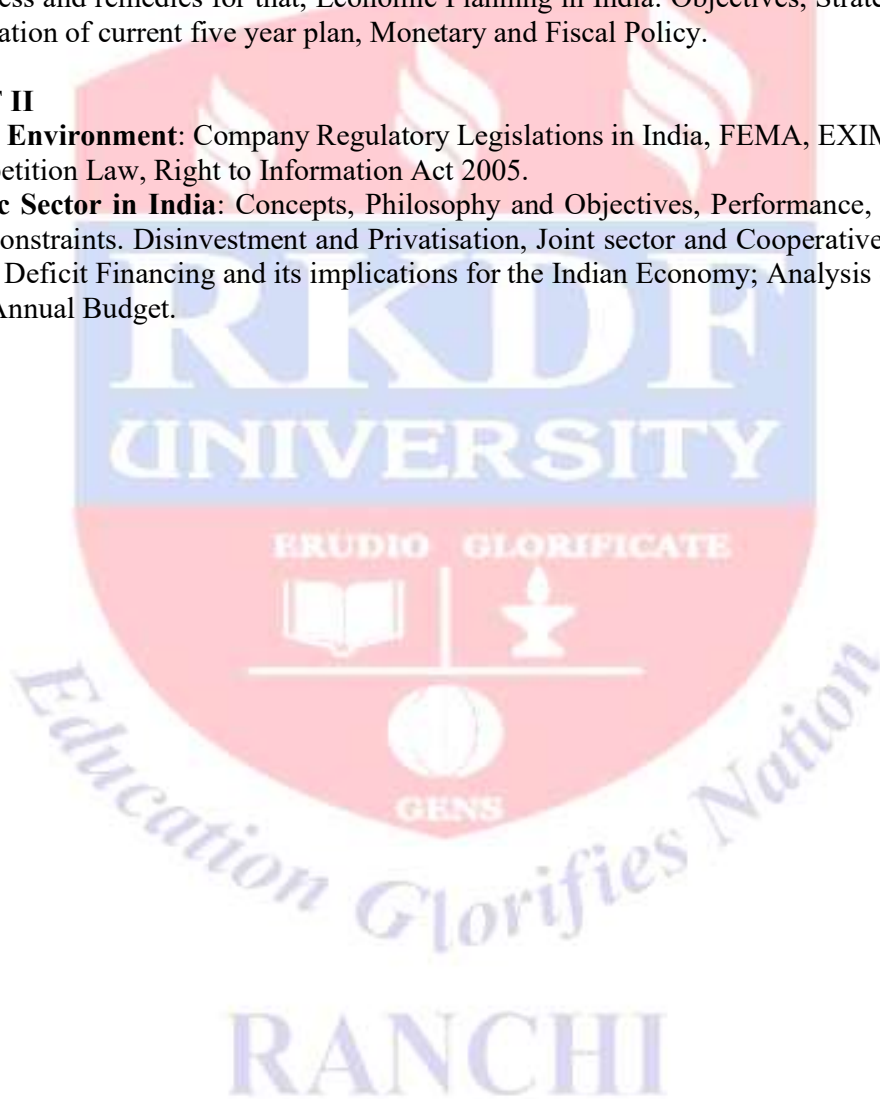 ess and remedies for that, Economic Planning in India: Objectives, Strate
ation of current five year plan, Monetary and Fiscal Policy.
II
Environment: Company Regulatory Legislations in India, FEMA, EXIM
etition Law, Right to Information Act 2005.
c Sector in India: Concepts, Philosophy and Objectives, Performance,
onstraints. Disinvestment and Privatisation, Joint sector and Cooperative
Deficit Financing and its implications for the Indian Economy; Analysis
Annual Budget.
RKDF
UNIVERSITY
ERUDIO GLORIFICATE
GENS
Education Glorifies Nation
RANCHI